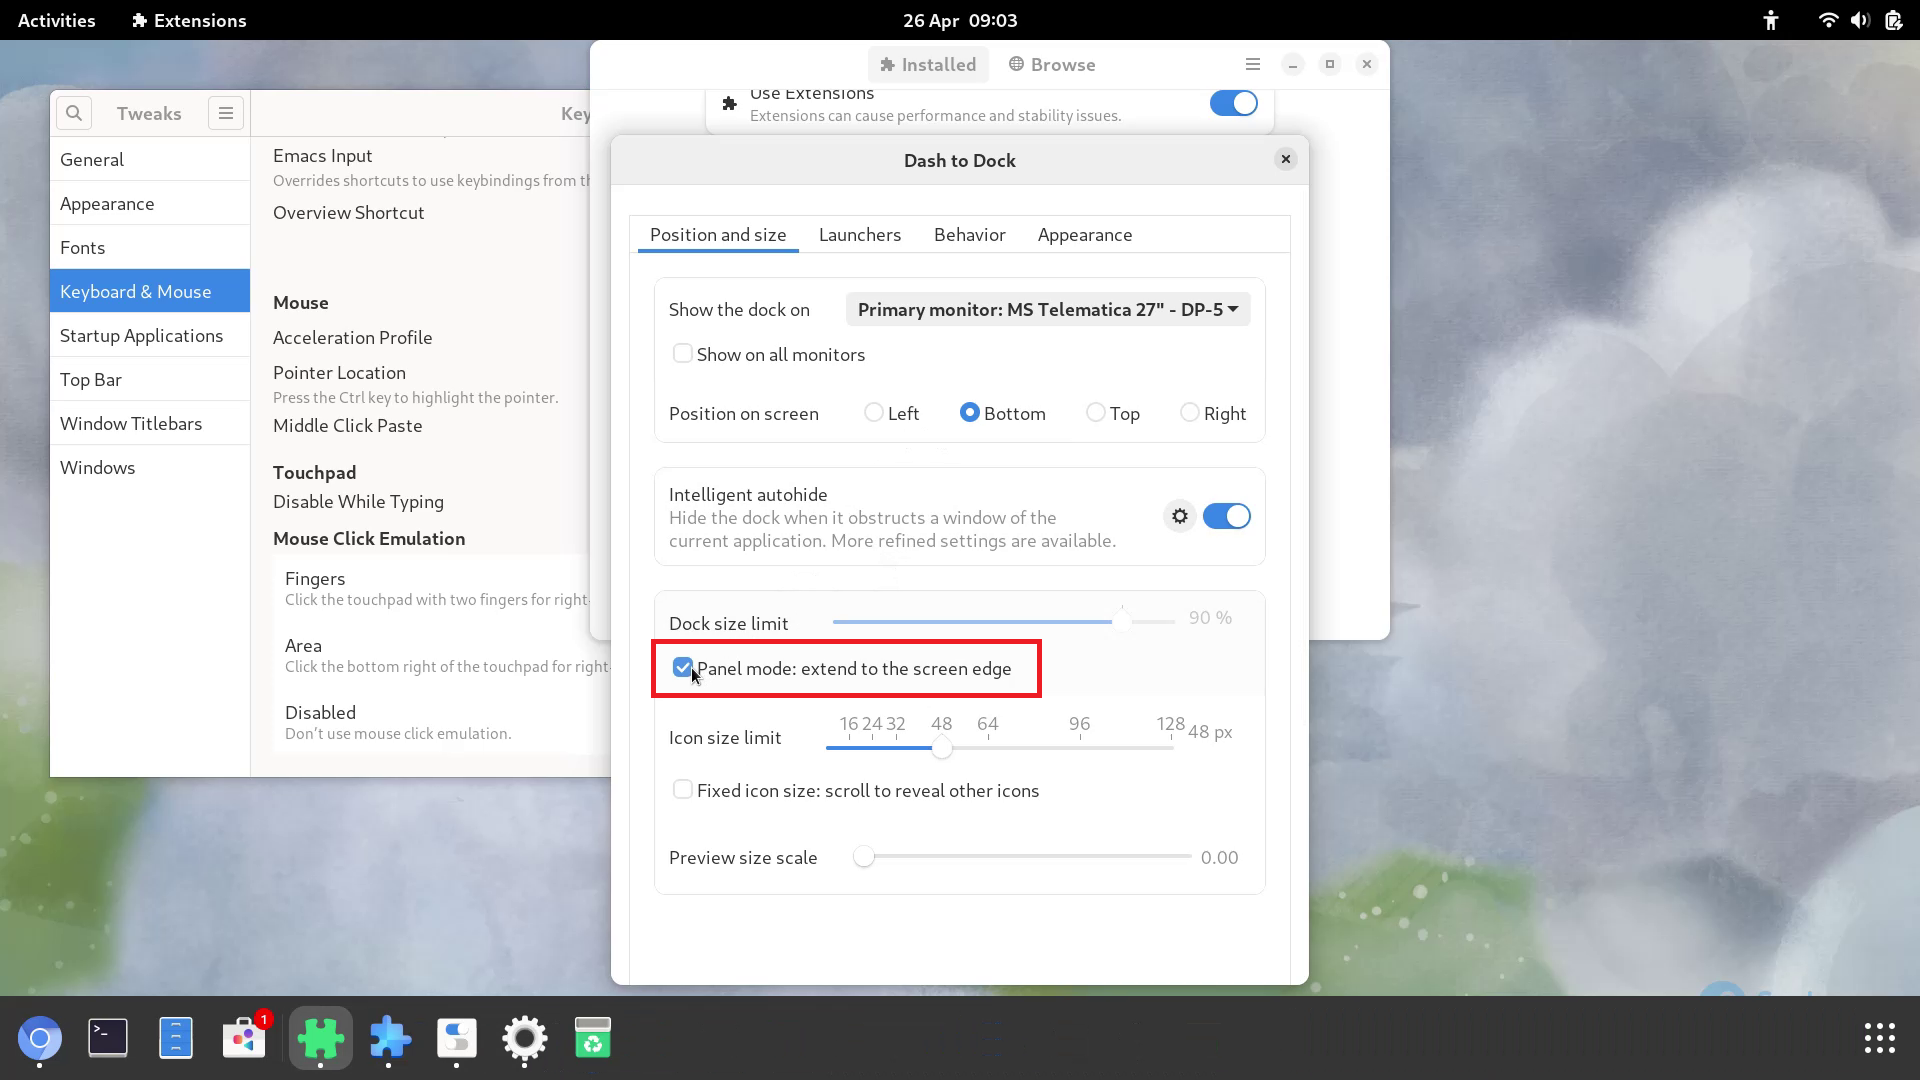 Activities
Extensions
26 Apr 09:03
Installed
Browse
Use Extensions
Extensions can cause performance and stability issues.
Tweaks
Key
General
Appearance
Fonts
Keyboard & Mouse
Startup Applications
Top Bar
Window Titlebars
Windows
Emacs Input
Overrides shortcuts to use keybindings from th
Overview Shortcut
Mouse
Acceleration Profile
Pointer Location
Press the Ctrl key to highlight the pointer.
Middle Click Paste
Touchpad
Disable While Typing
Mouse Click Emulation
Fingers
Click the touchpad with two fingers for right-
Area
Click the bottom right of the touchpad for right-
Disabled
Don't use mouse click emulation.
Dash to Dock
Position and size
Launchers
Behavior
Appearance
Show the dock on
Primary monitor: MS Telematica 27" - DP-5
Show on all monitors
Position on screen
Left
Bottom
Top
Right
Intelligent autohide
Hide the dock when it obstructs a window of the
current application. More refined settings are available.
Dock size limit
90 %
Panel mode: extend to the screen edge
Icon size limit
16 24 32 48 64 96 128
48 px
Fixed icon size: scroll to reveal other icons
Preview size scale
0.00
>_
1